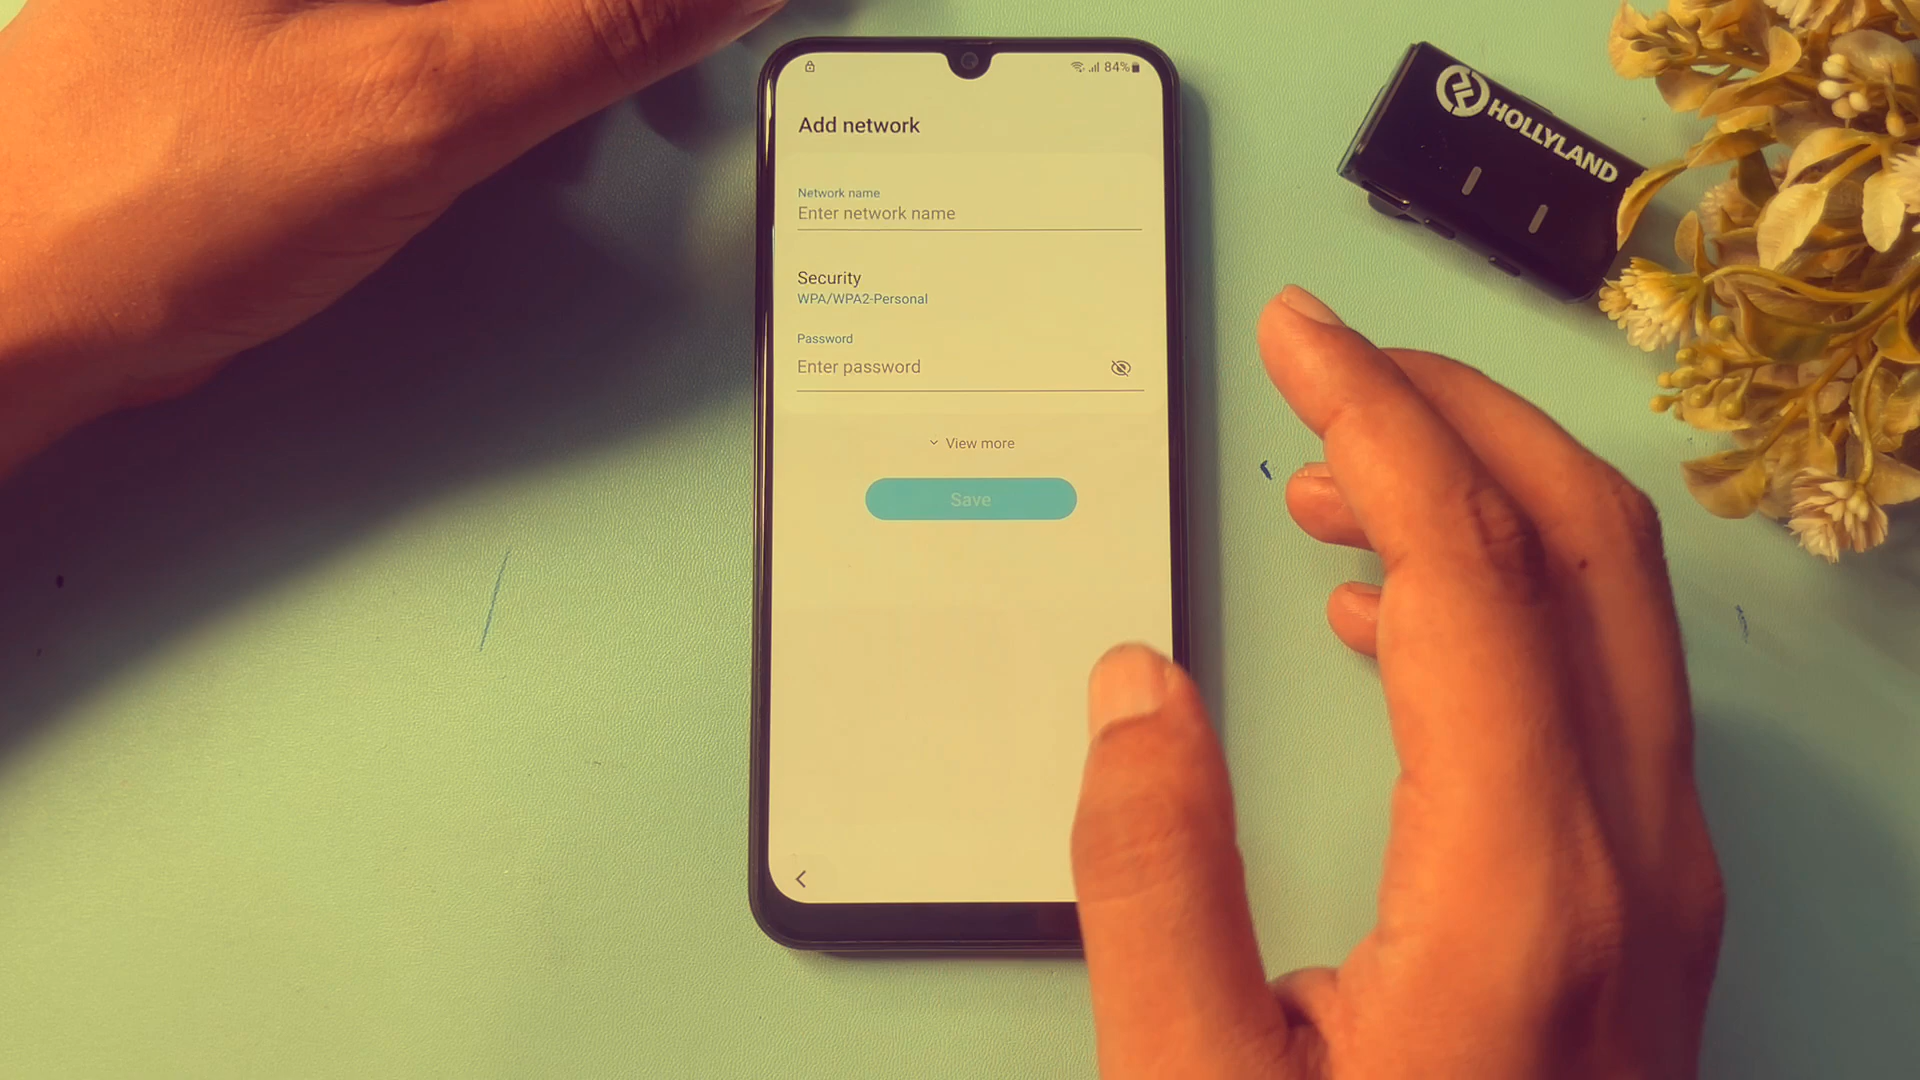 84%
Add network
Network name
Enter network name
Security
WPA/WPA2-Personal
Password
Enter password
View more
Save
HOLLYLAND